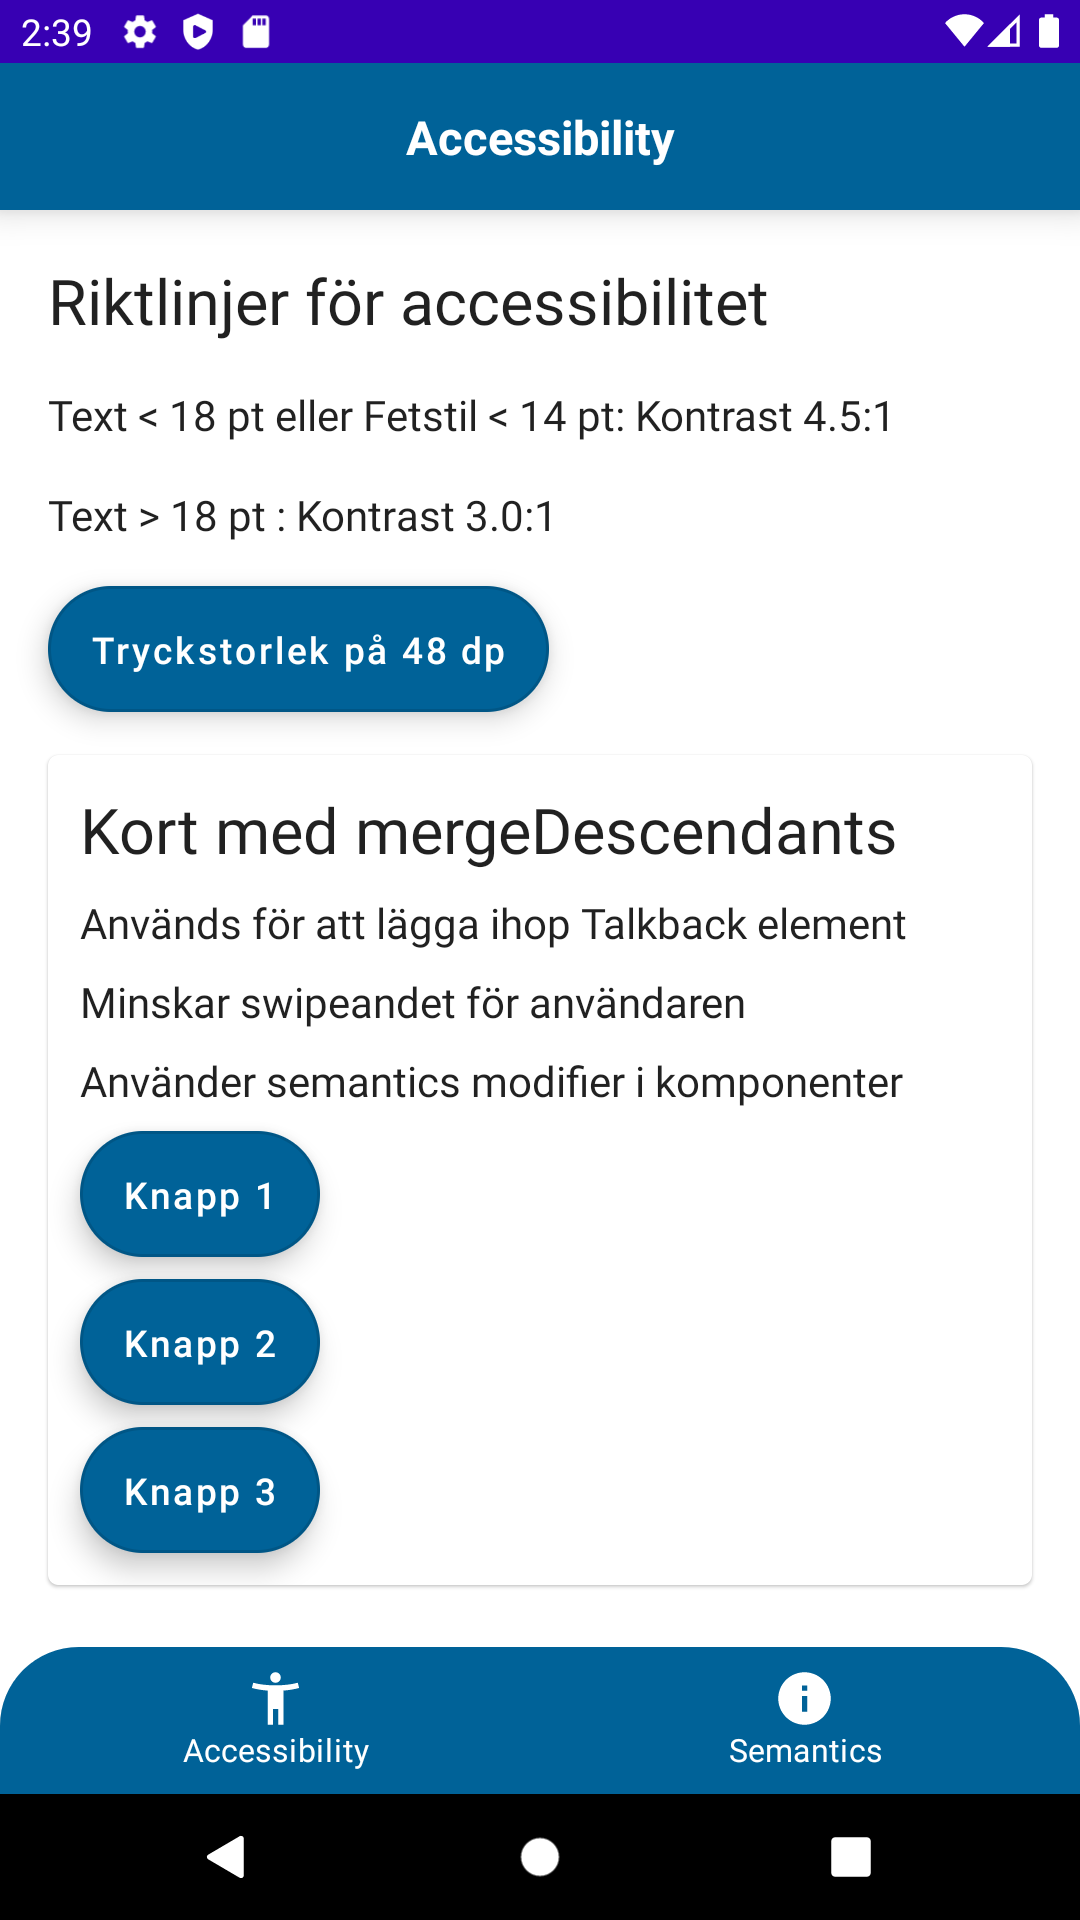 2:39
Accessibility
Riktlinjer för accessibilitet
Text < 18 pt eller Fetstil < 14 pt: Kontrast 4.5:1
Text > 18 pt : Kontrast 3.0:1
Tryckstorlek på 48 dp
Kort med mergeDescendants
Används för att lägga ihop Talkback element
Minskar swipeandet för användaren
Använder semantics modifier i komponenter
Knapp 1
Knapp 2
Knapp 3
Accessibility
Semantics